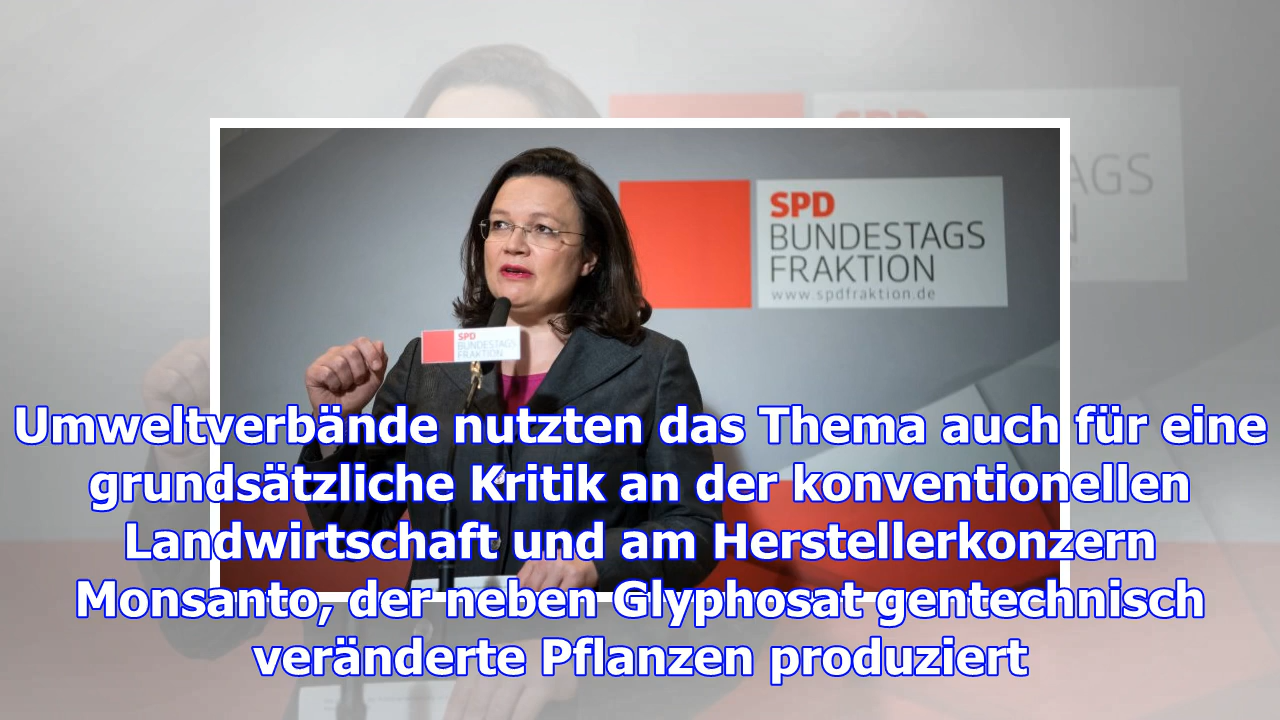 SPD
BUNDESTAGS
FRAKTION
www.spdfraktion.de
SPD
BUNDESTAGS
FRAKTION
Umweltverbände nutzten das Thema auch für eine
grundsätzliche Kritik an der konventionellen
Landwirtschaft und am Herstellerkonzern
Monsanto, der neben Glyphosat gentechnisch
veränderte Pflanzen produziert